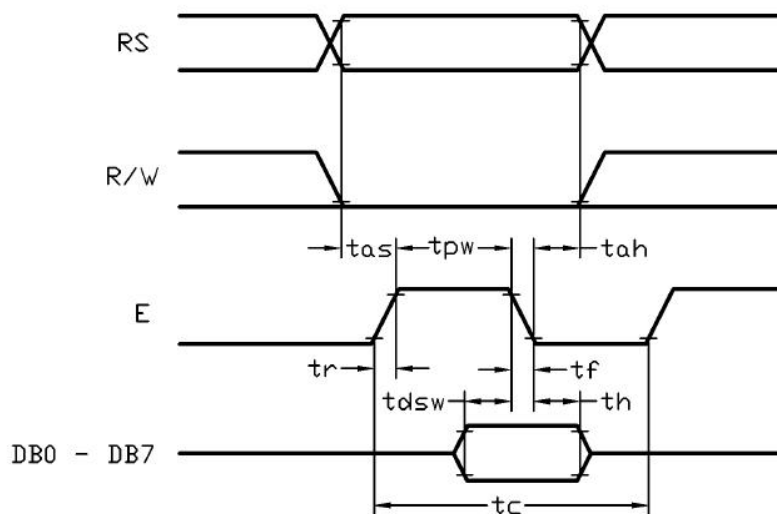 RS
R/W
tas tpw tah
E
tr tf
tdsw th
DB0 - DB7
tc